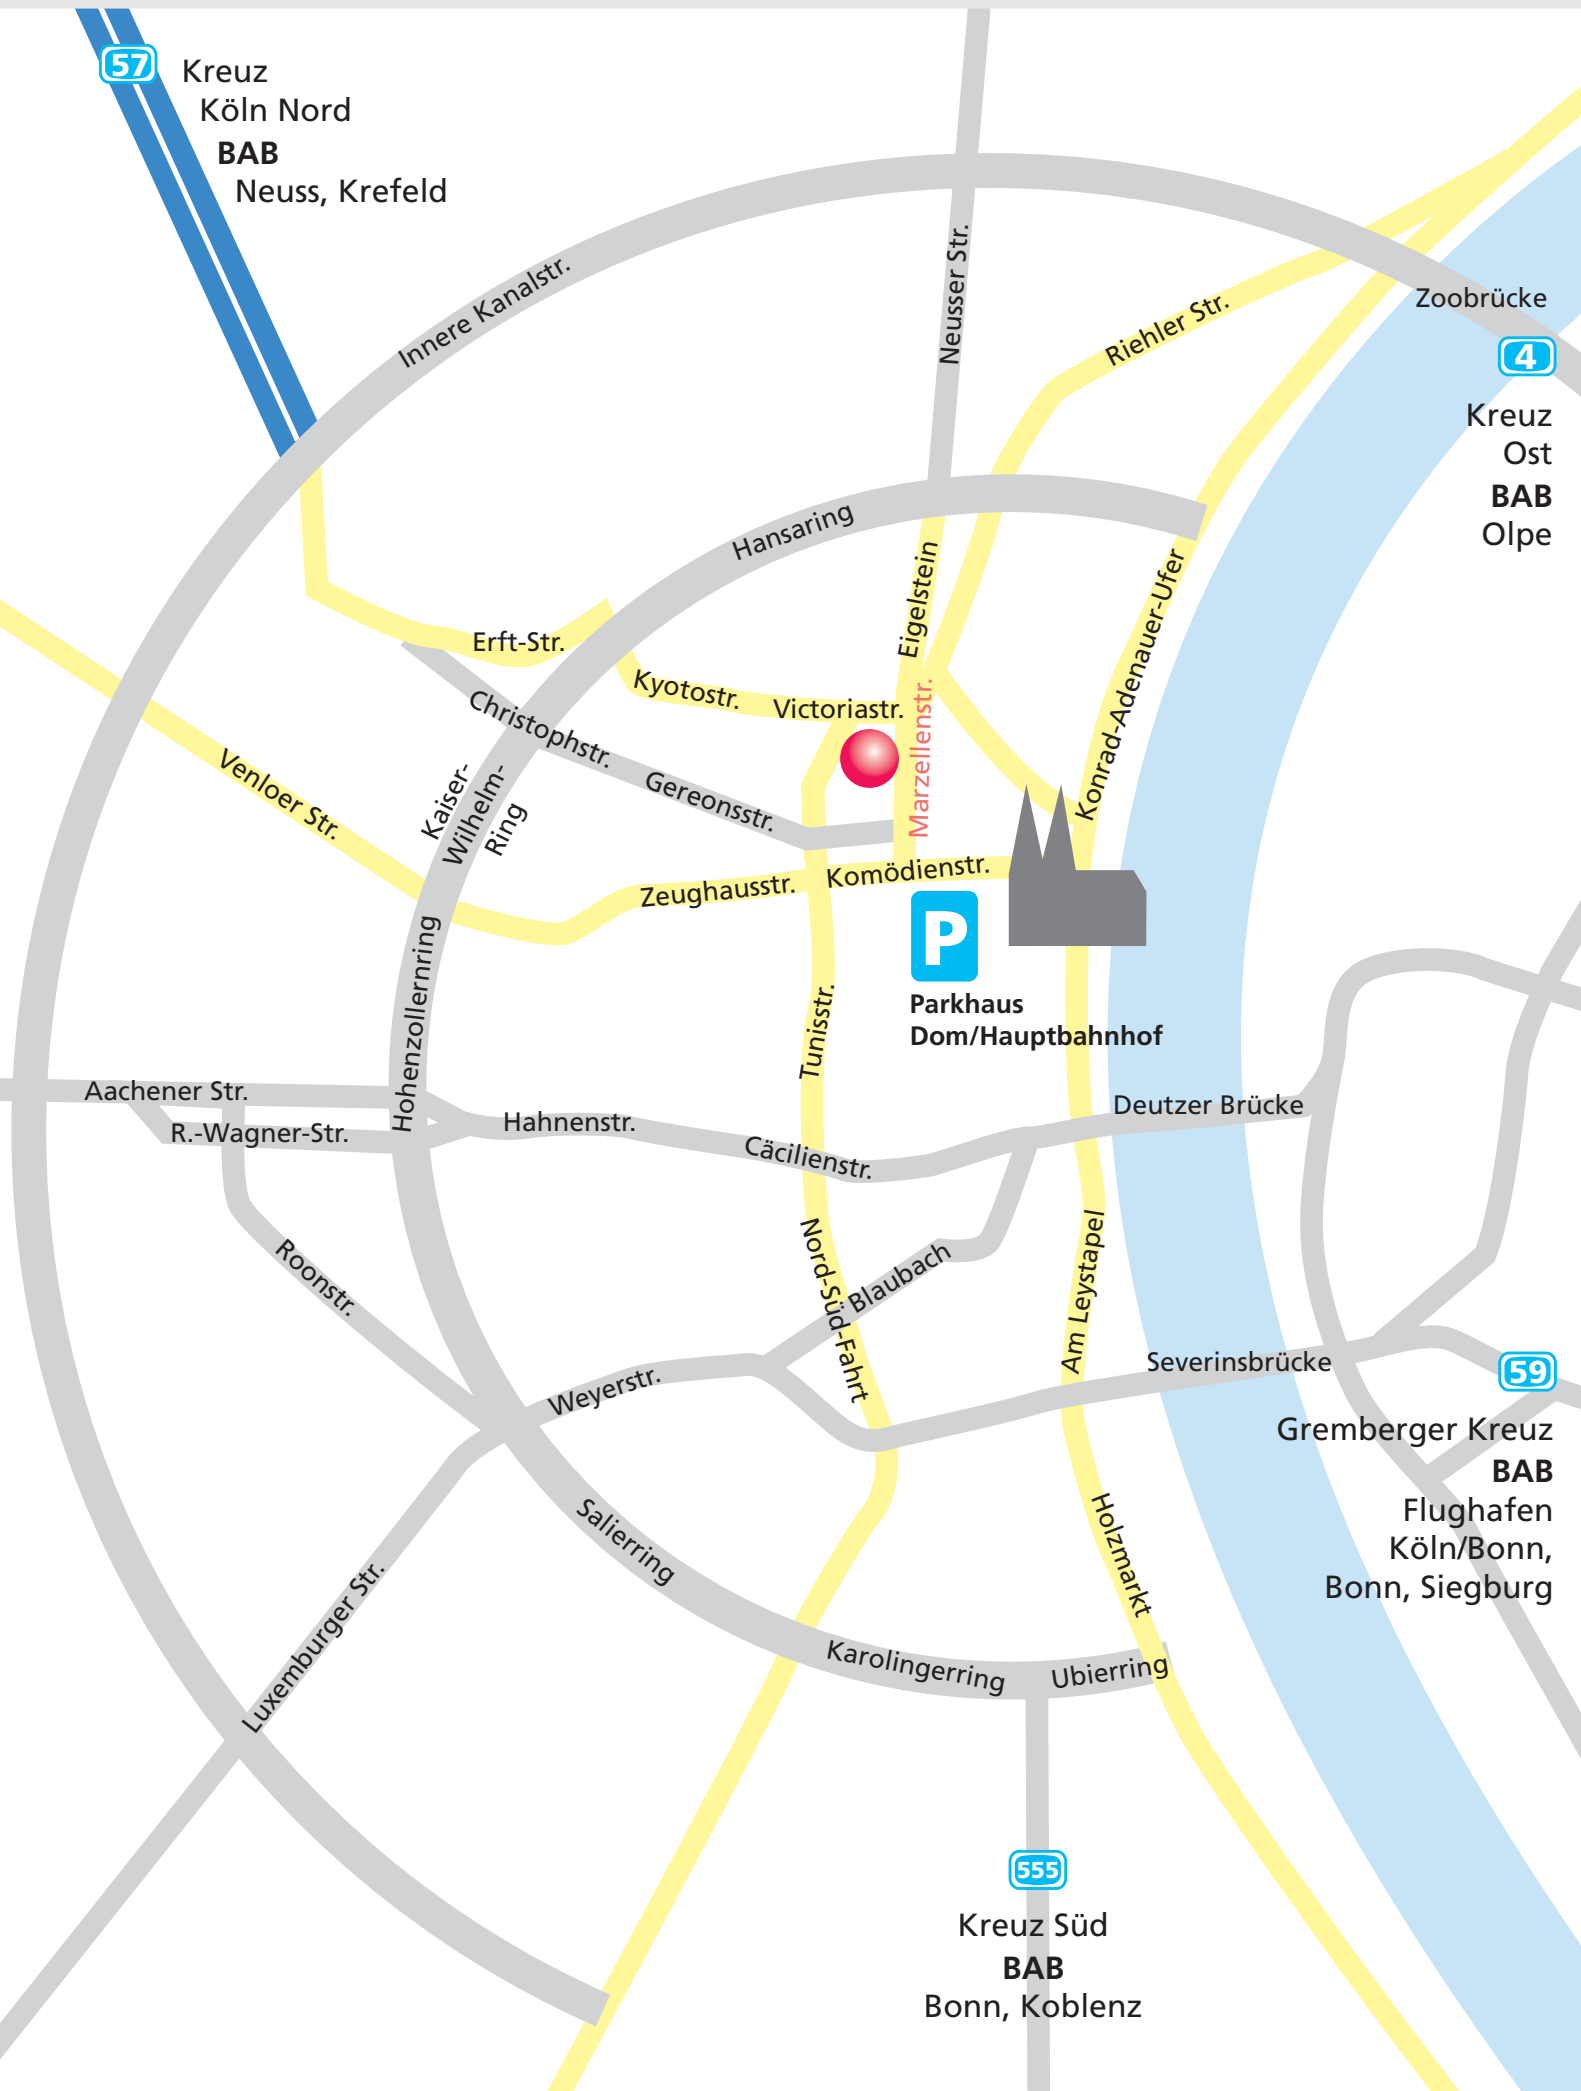 57
Kreuz
Köln Nord
BAB
Neuss, Krefeld
Innere Kanalstr.
Neusser Str.
Riehler Str.
Zoobrücke
4
Kreuz
Ost
BAB
Olpe
Hansaring
Eigelstein
Konrad-Adenauer-Ufer
Erft-Str.
Kyotostr.
Victoriastr.
Marzellenstr.
Christophstr.
Gereonsstr.
Venloer Str.
Kaiser-
Wilhelm-
Ring
Zeughausstr.
Komödienstr.
P
Parkhaus
Dom/Hauptbahnhof
Hohenzollernring
Tunisstr.
Aachener Str.
R.-Wagner-Str.
Hahnenstr.
Cäcilienstr.
Deutzer Brücke
Roonstr.
Nord-Süd-Fahrt
Blaubach
Am Leystapel
Weyerstr.
Severinsbrücke
59
Gremberger Kreuz
BAB
Flughafen
Köln/Bonn,
Bonn, Siegburg
Salierring
Holzmarkt
Luxemburger Str.
Karolingerring
Ubierring
555
Kreuz Süd
BAB
Bonn, Koblenz